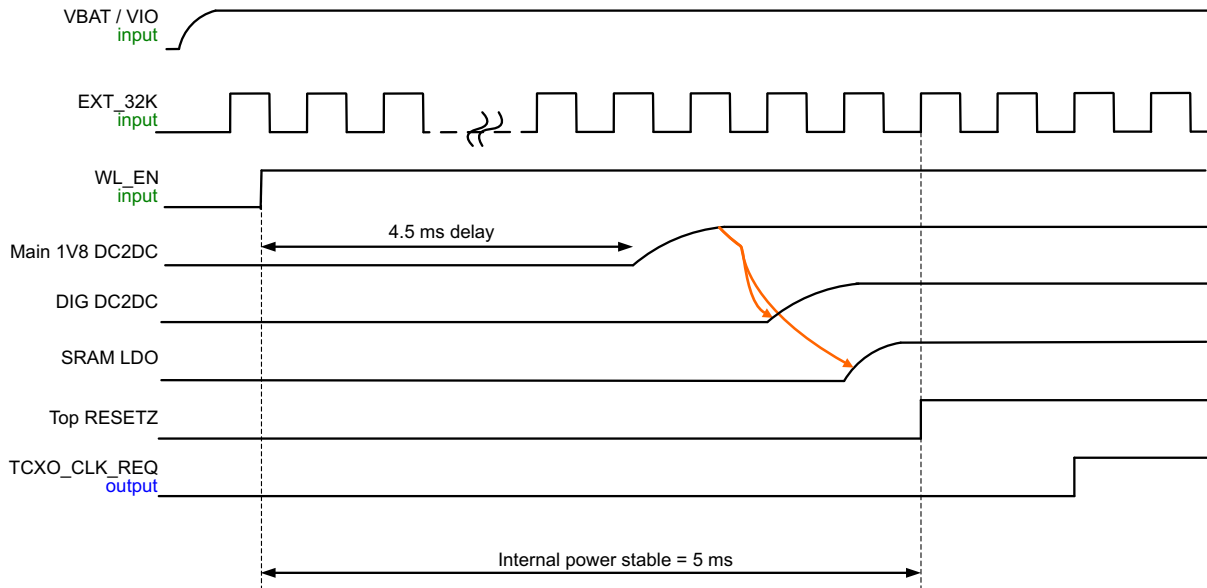 VBAT / VIO
input
EXT_32K
input
WL_EN
input
4.5 ms delay
Main 1V8 DC2DC
DIG DC2DC
SRAM LDO
Top RESETZ
TCXO_CLK_REQ
output
Internal power stable = 5 ms